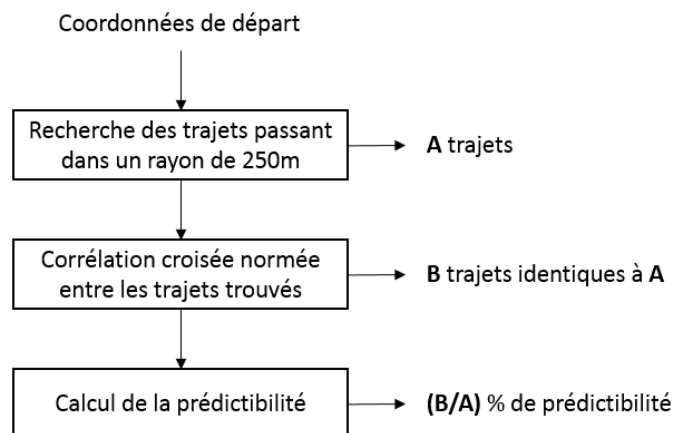 Coordonnées de départ
Recherche des trajets passant
dans un rayon de 250m
A trajets
Corrélation croisée normée
entre les trajets trouvés
B trajets identiques à A
Calcul de la prédictibilité
(B/A) % de prédictibilité